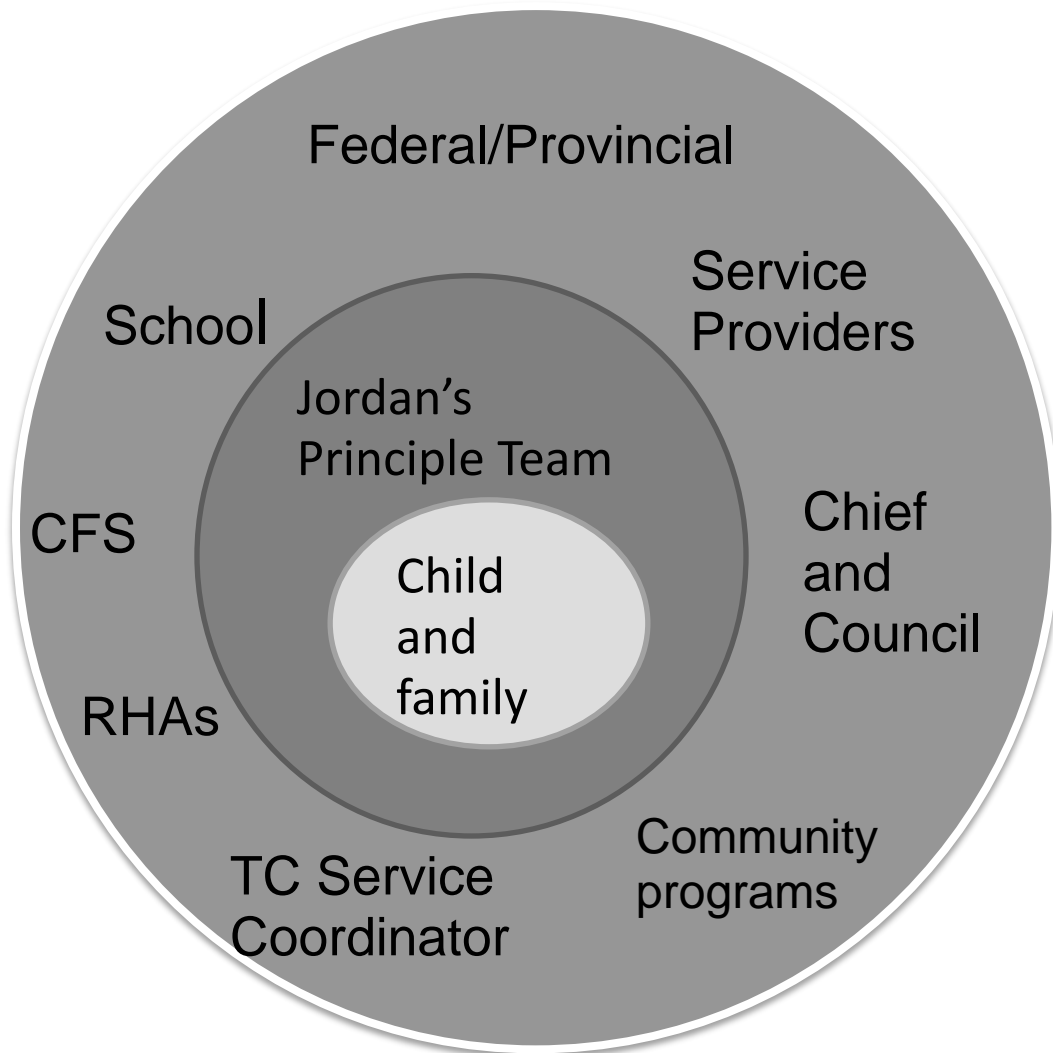 Federal/Provincial
Service
Providers
School
Jordan’s
Principle Team
CFS
Chief
and
Council
Child
and
family
RHAs
Community
programs
TC Service
Coordinator